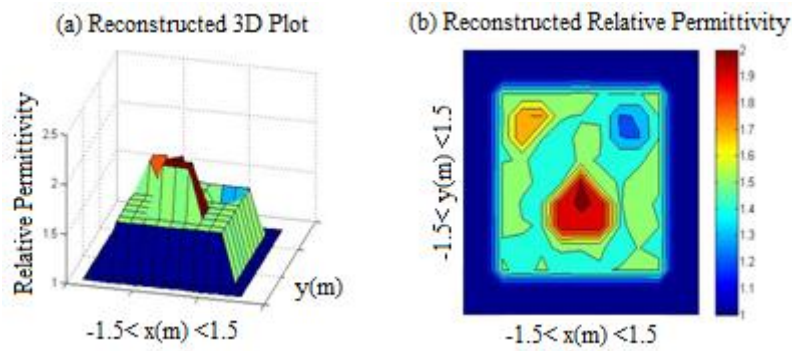 (a) Reconstructed 3D Plot
Relative Permittivity
2.5
2
1.5
1
-1.5< x(m) <1.5
y(m)
(b) Reconstructed Relative Permittivity
-1.5< y(m) <1.5
-1.5< x(m) <1.5
2
1.9
1.8
1.7
1.6
1.5
1.4
1.3
1.2
1.1
1